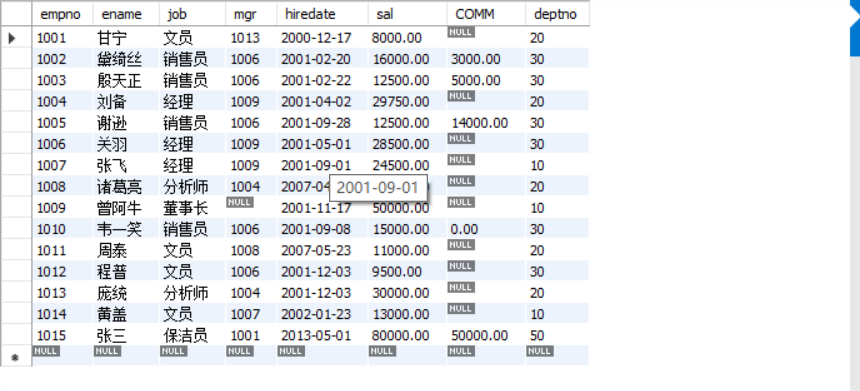 empno ename job mgr hiredate sal COMM deptno
1001 甘宁 文员 1013 2000-12-17 8000.00 NULL 20
1002 黛绮丝 销售员 1006 2001-02-20 16000.00 3000.00 30
1003 殷天正 销售员 1006 2001-02-22 12500.00 5000.00 30
1004 刘备 经理 1009 2001-04-02 29750.00 NULL 20
1005 谢逊 销售员 1006 2001-09-28 12500.00 14000.00 30
1006 关羽 经理 1009 2001-05-01 28500.00 NULL 30
1007 张飞 经理 1009 2001-09-01 24500.00 NULL 10
1008 诸葛亮 分析师 1004 2007-04 NULL 20
2001-09-01
1009 曾阿牛 董事长 NULL 2001-11-17 50000.00 NULL 10
1010 韦一笑 销售员 1006 2001-09-08 15000.00 0.00 30
1011 周泰 文员 1008 2007-05-23 11000.00 NULL 20
1012 程普 文员 1006 2001-12-03 9500.00 NULL 30
1013 庞统 分析师 1004 2001-12-03 30000.00 NULL 20
1014 黄盖 文员 1007 2002-01-23 13000.00 NULL 10
1015 张三 保洁员 1001 2013-05-01 80000.00 50000.00 50
NULL NULL NULL NULL NULL NULL NULL NULL